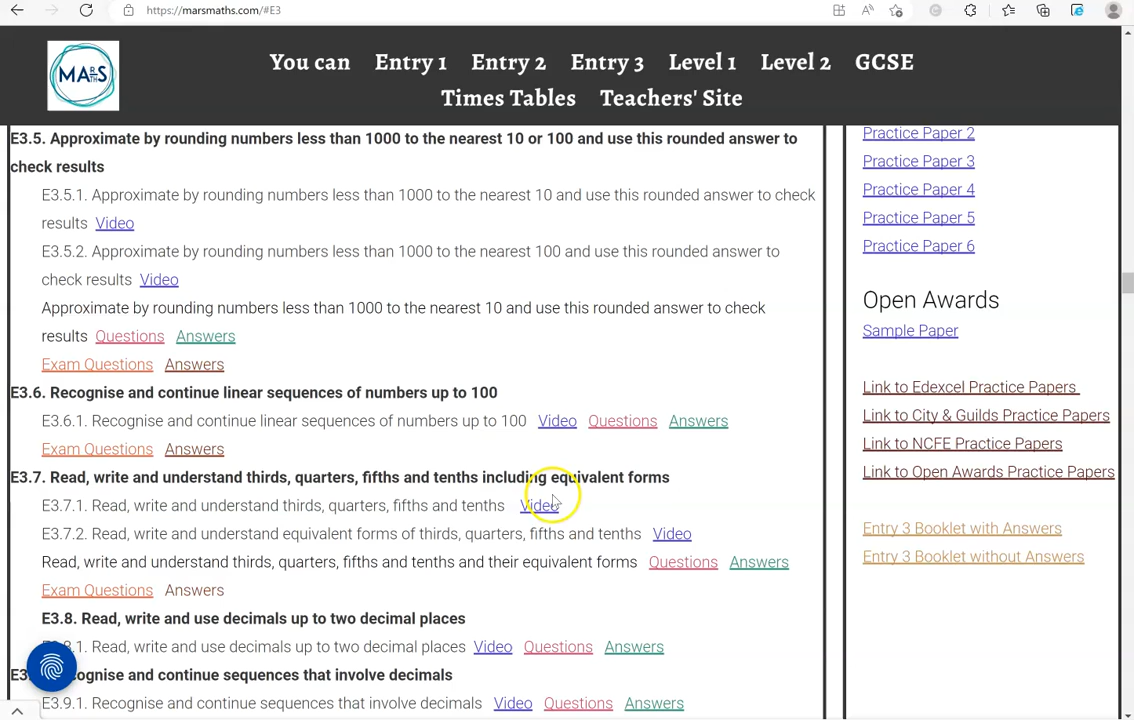 https://marsmaths.com/#E3
MARS
MATH
You can Entry 1 Entry 2 Entry 3 Level 1 Level 2 GCSE
Times Tables Teachers' Site
E3.5. Approximate by rounding numbers less than 1000 to the nearest 10 or 100 and use this rounded answer to
check results
E3.5.1. Approximate by rounding numbers less than 1000 to the nearest 10 and use this rounded answer to check
results Video
E3.5.2. Approximate by rounding numbers less than 1000 to the nearest 100 and use this rounded answer to
check results Video
Approximate by rounding numbers less than 1000 to the nearest 10 and use this rounded answer to check
results Questions Answers
Exam Questions Answers
E3.6. Recognise and continue linear sequences of numbers up to 100
E3.6.1. Recognise and continue linear sequences of numbers up to 100 Video Questions Answers
Exam Questions Answers
E3.7. Read, write and understand thirds, quarters, fifths and tenths including equivalent forms
E3.7.1. Read, write and understand thirds, quarters, fifths and tenths Video
E3.7.2. Read, write and understand equivalent forms of thirds, quarters, fifths and tenths Video
Read, write and understand thirds, quarters, fifths and tenths and their equivalent forms Questions Answers
Exam Questions Answers
E3.8. Read, write and use decimals up to two decimal places
8.1. Read, write and use decimals up to two decimal places Video Questions Answers
ognise and continue sequences that involve decimals
E3.9.1. Recognise and continue sequences that involve decimals Video Questions Answers
Practice Paper 2
Practice Paper 3
Practice Paper 4
Practice Paper 5
Practice Paper 6
Open Awards
Sample Paper
Link to Edexcel Practice Papers
Link to City & Guilds Practice Papers
Link to NCFE Practice Papers
Link to Open Awards Practice Papers
Entry 3 Booklet with Answers
Entry 3 Booklet without Answers